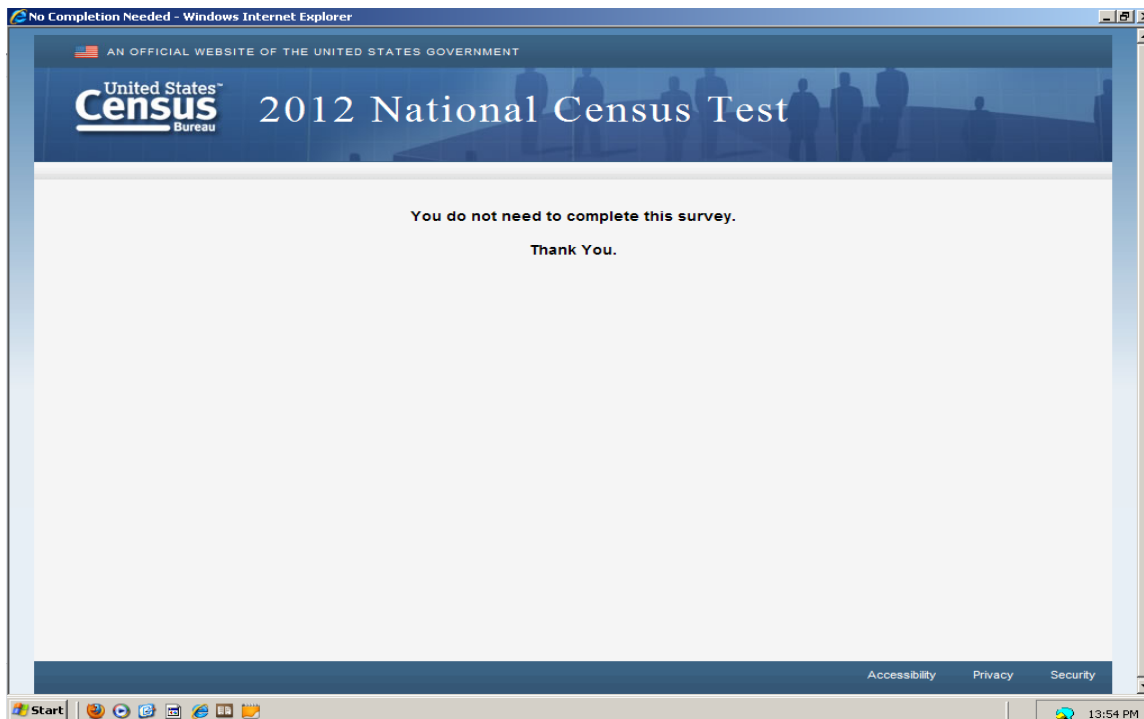 No Completion Needed - Windows Internet Explorer
AN OFFICIAL WEBSITE OF THE UNITED STATES GOVERNMENT
United States™
Census
Bureau
2012 National Census Test
You do not need to complete this survey.
Thank You.
Accessibility Privacy Security
Start
13:54 PM